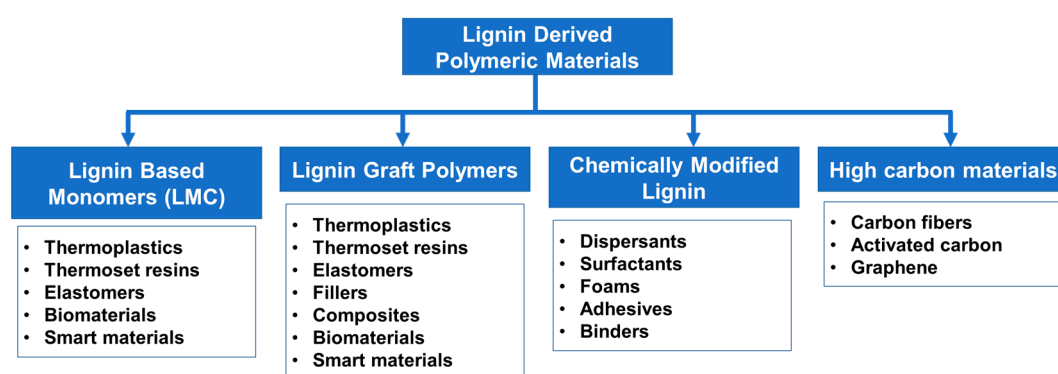 Lignin Derived
Polymeric Materials
Lignin Based
Monomers (LMC)
• Thermoplastics
• Thermoset resins
• Elastomers
• Biomaterials
• Smart materials
Lignin Graft Polymers
• Thermoplastics
• Thermoset resins
• Elastomers
• Fillers
• Composites
• Biomaterials
• Smart materials
Chemically Modified
Lignin
• Dispersants
• Surfactants
• Foams
• Adhesives
• Binders
High carbon materials
• Carbon fibers
• Activated carbon
• Graphene